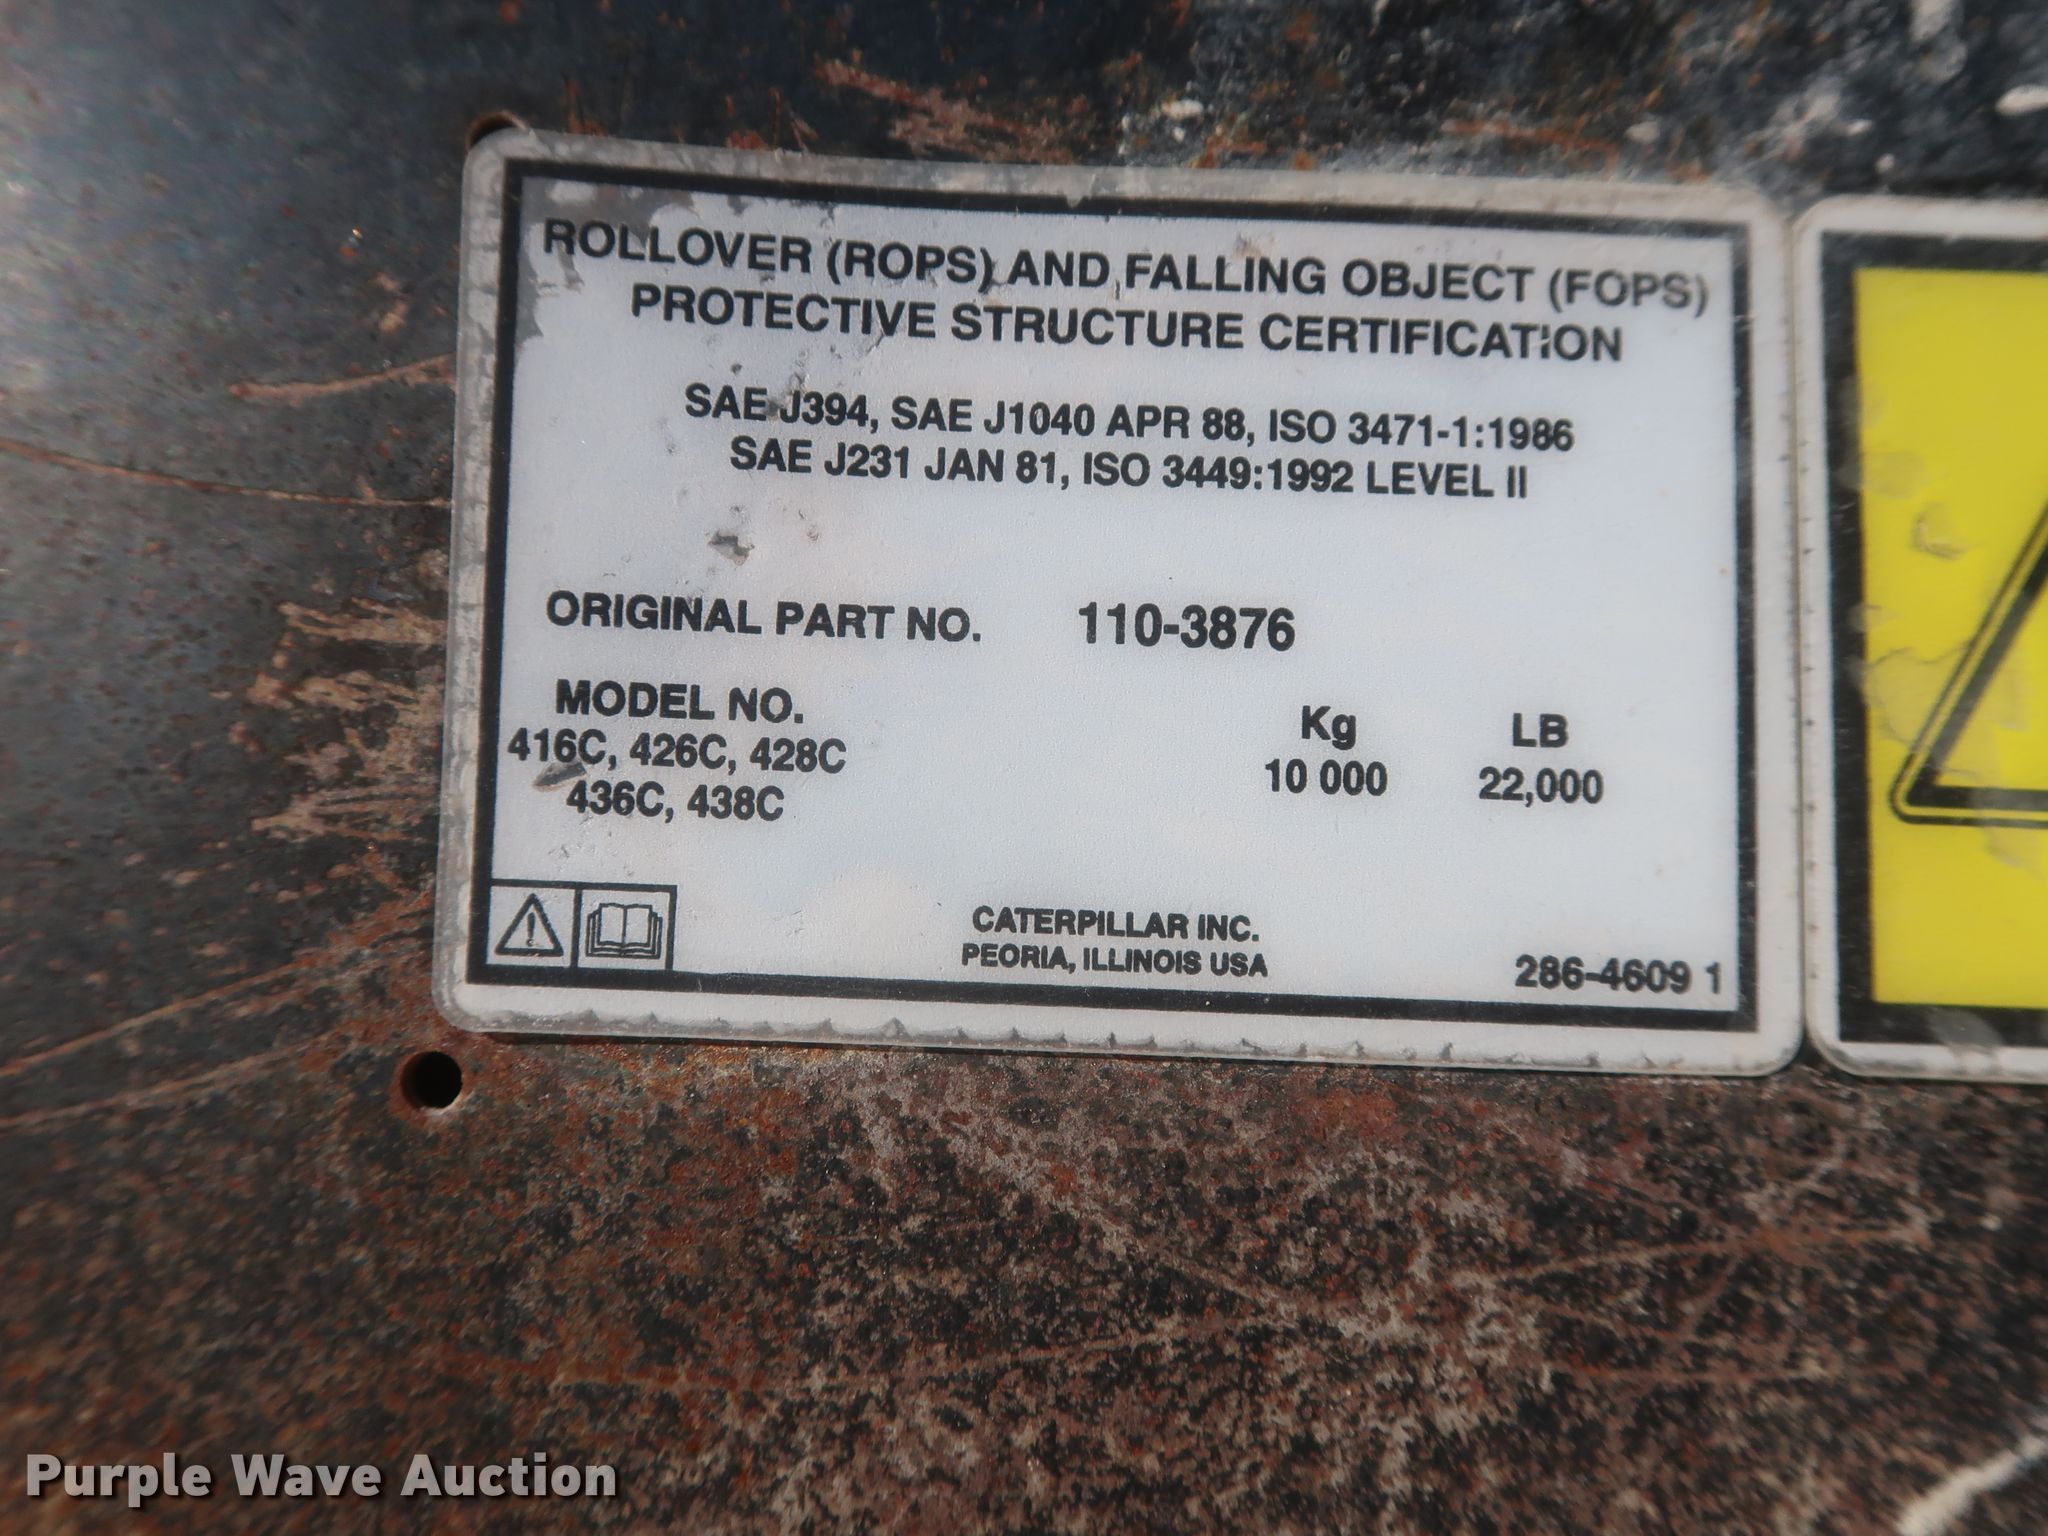 ROLLOVER (ROPS) AND FALLING OBJECT (FOPS)
PROTECTIVE STRUCTURE CERTIFICATION
SAE J394, SAE J1040 APR 88, ISO 3471-1:1986
SAE J231 JAN 81, ISO 3449:1992 LEVEL II
ORIGINAL PART NO. 110-3876
MODEL NO. Kg LB
416C, 426C, 428C 10 000 22,000
436C, 438C
CATERPILLAR INC.
PEORIA, ILLINOIS USA
286-4609 1
Purple Wave Auction